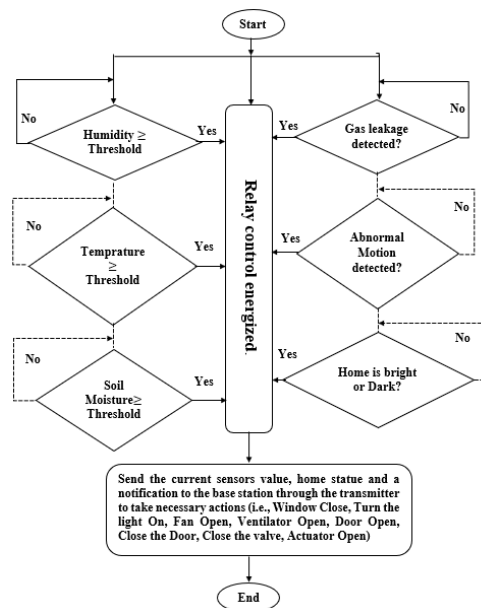 Start
No
Humidity ≥
Threshold
Yes
Yes
Gas leakage
detected?
No
No
Temprature
≥
Threshold
Yes
Relay control energized.
Yes
Abnormal
Motion
detected?
No
No
Soil
Moisture≥
Threshold
Yes
Yes
Home is bright
or Dark?
No
Send the current sensors value, home statue and a
notification to the base station through the transmitter
to take necessary actions (i.e., Window Close, Turn the
light On, Fan Open, Ventilator Open, Door Open,
Close the Door, Close the valve, Actuator Open)
End